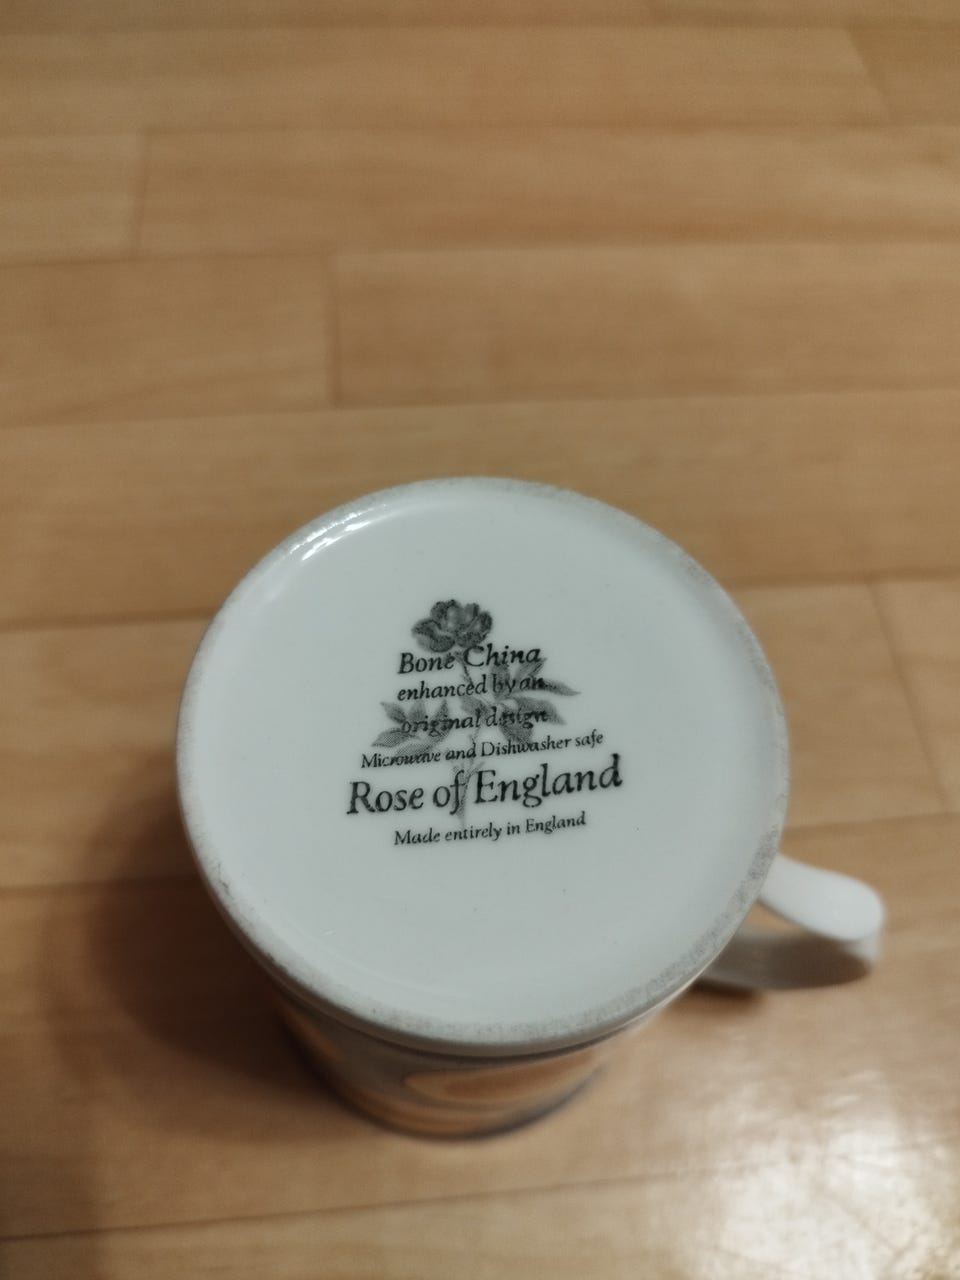 Bone China
enhanced by an
original design
Microwave and Dishwasher safe
Rose of England
Made entirely in England